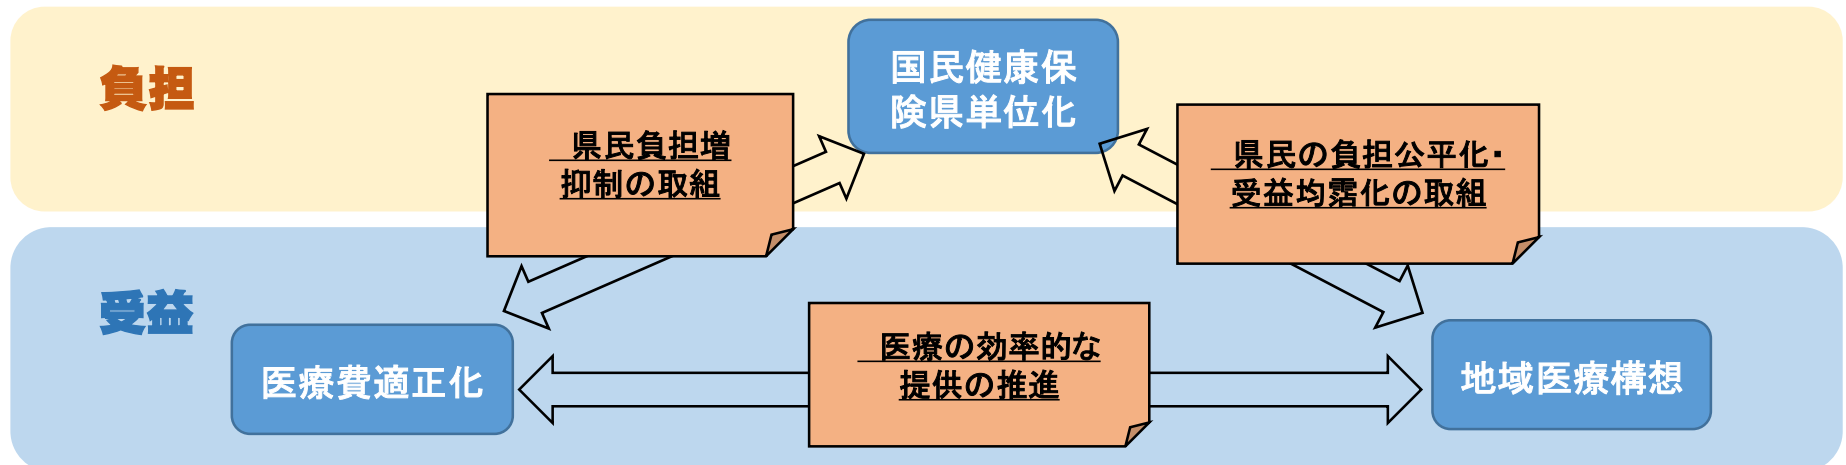 負担
国民健康保
険県単位化
県民負担増
抑制の取組
県民の負担公平化・
受益均霑化の取組
受益
医療費適正化
医療の効率的な
提供の推進
地域医療構想